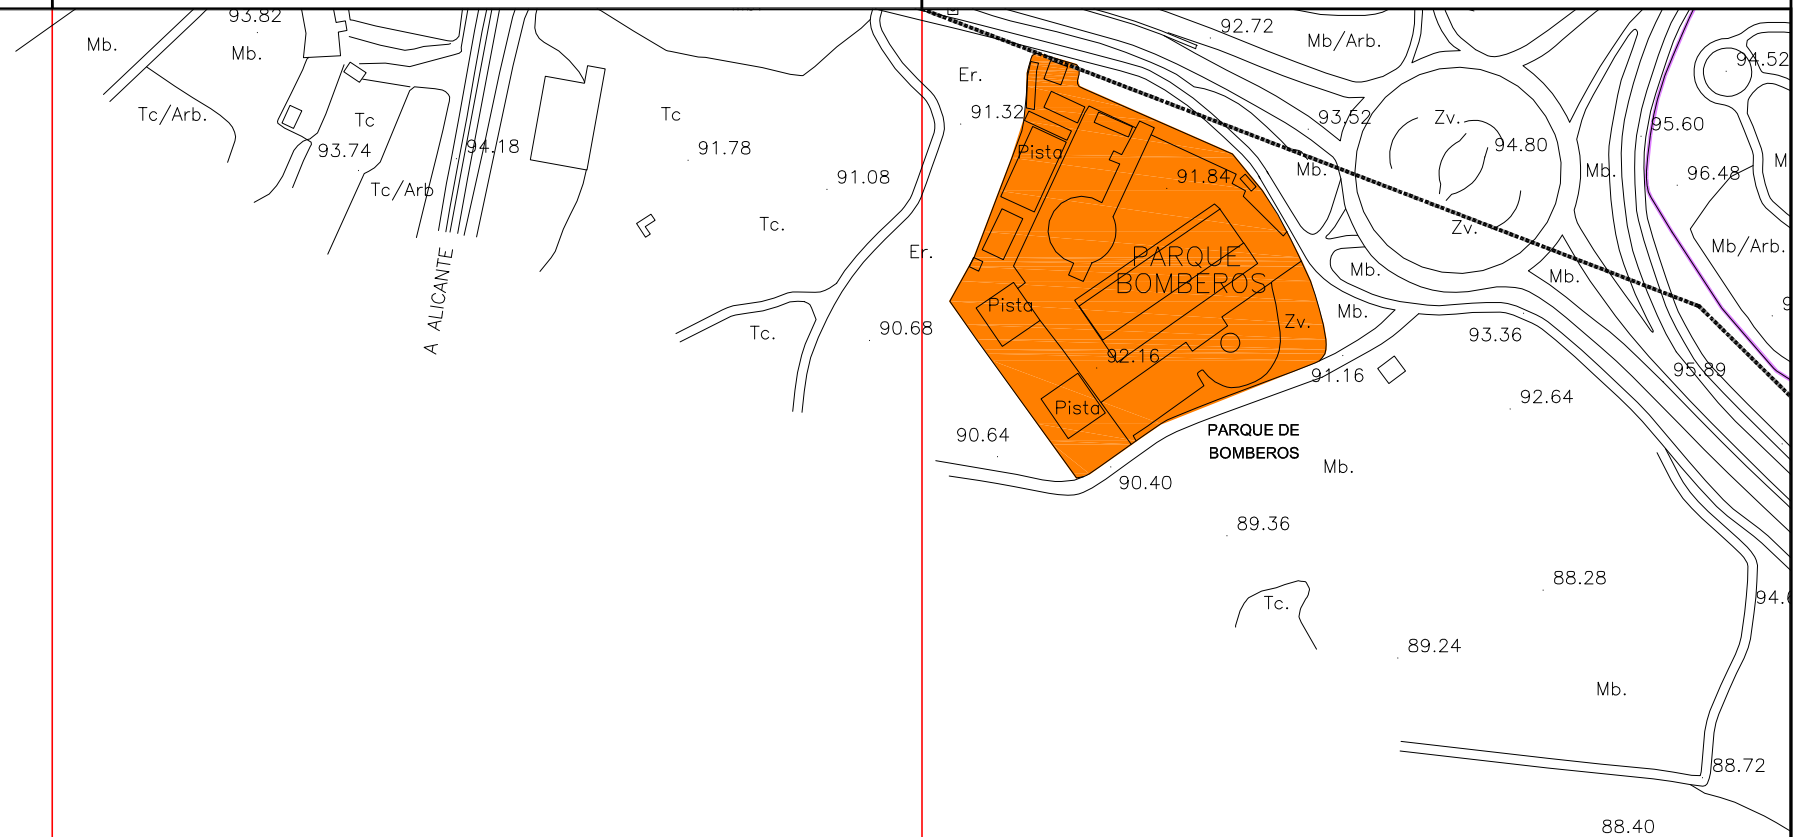 93.82
92.72
Mb.
Mb.
Mb/Arb.
94.52
Er.
91.32
Tc/Arb.
Tc
Tc
93.52
Zv.
95.60
93.74
94.18
91.78
Pista
94.80
91.08
91.84
Mb.
Mb.
96.48
Tc/Arb
Tc.
Zv.
Er.
Mb/Arb.
PARQUE
BOMBEROS
Mb.
Mb.
A ALICANTE
Pista
Mb.
Zv.
90.68
Tc.
93.36
92.16
91.16
95.89
92.64
Pista
90.64
PARQUE DE
BOMBEROS
Mb.
90.40
89.36
88.28
Tc.
89.24
Mb.
88.72
88.40